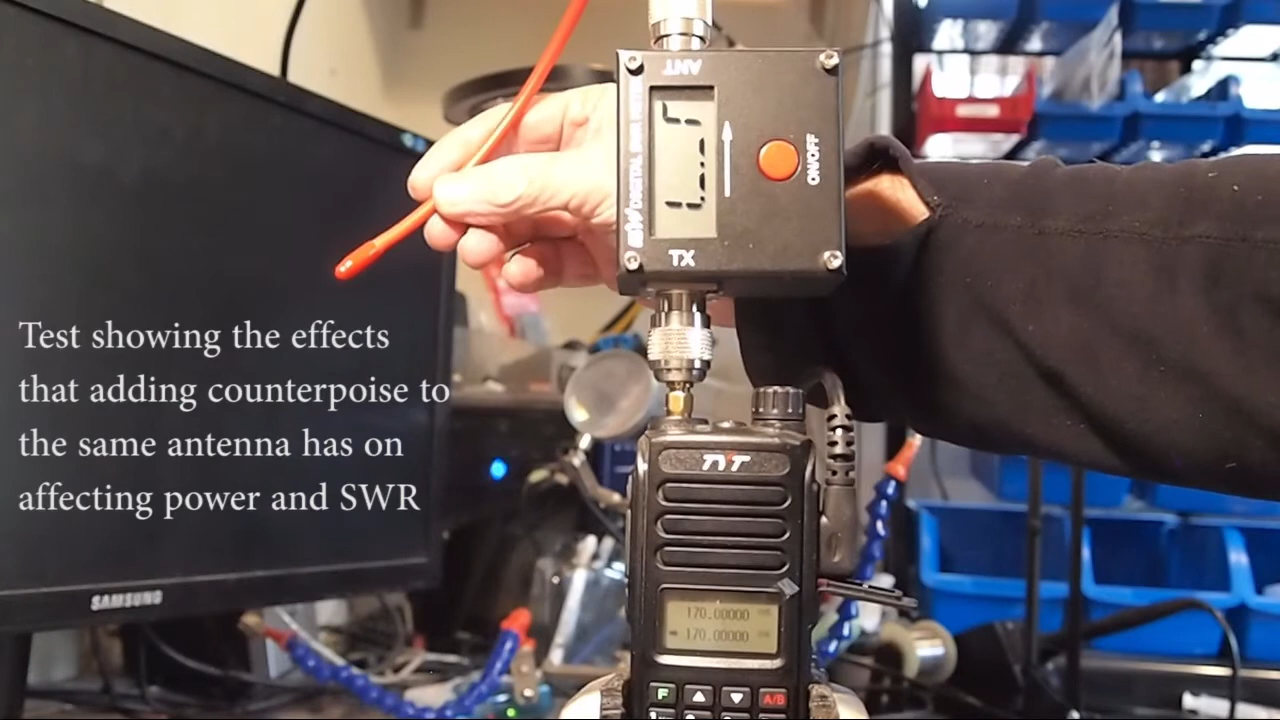 ANT
ON/OFF
TX
Test showing the effects
that adding counterpoise to
the same antenna has on
affecting power and SWR
TYT
170.00000
170.00000
SAMSUNG
F
A/B